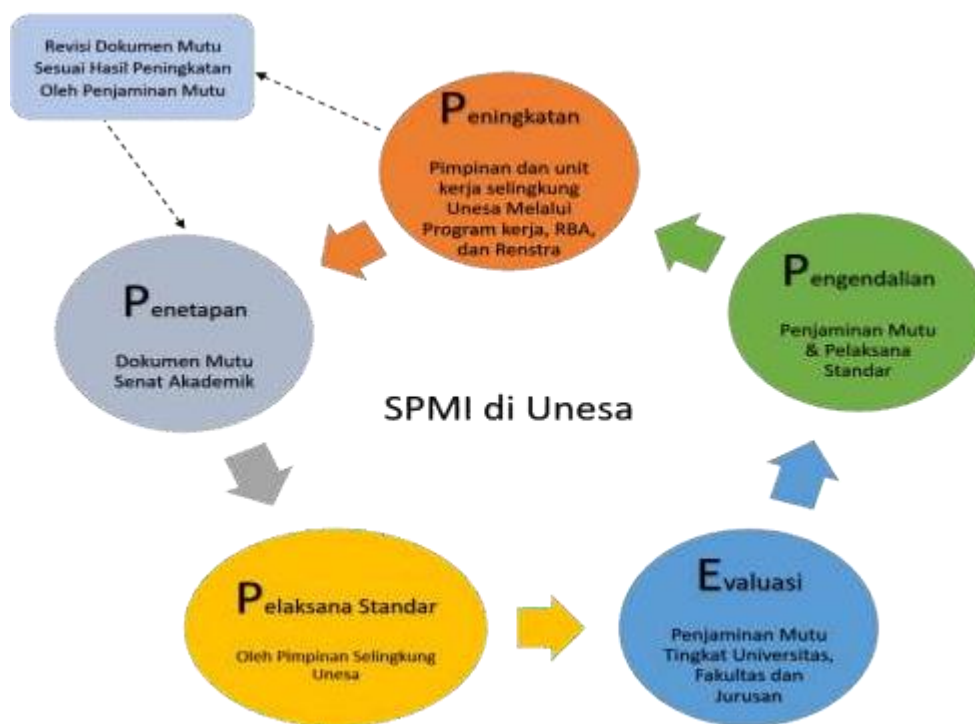 Revisi Dokumen Mutu
Sesuai Hasil Peningkatan
Oleh Penjaminan Mutu
Peningkatan
Pimpinan dan unit
kerja selingkung
Unesa Melalui
Program kerja, RBA,
dan Renstra
Penetapan
Dokumen Mutu
Senat Akademik
Pengendalian
Penjaminan Mutu
& Pelaksana
Standar
SPMI di Unesa
Pelaksana Standar
Oleh Pimpinan Selingkung
Unesa
Evaluasi
Penjaminan Mutu
Tingkat Universitas,
Fakultas dan
Jurusan